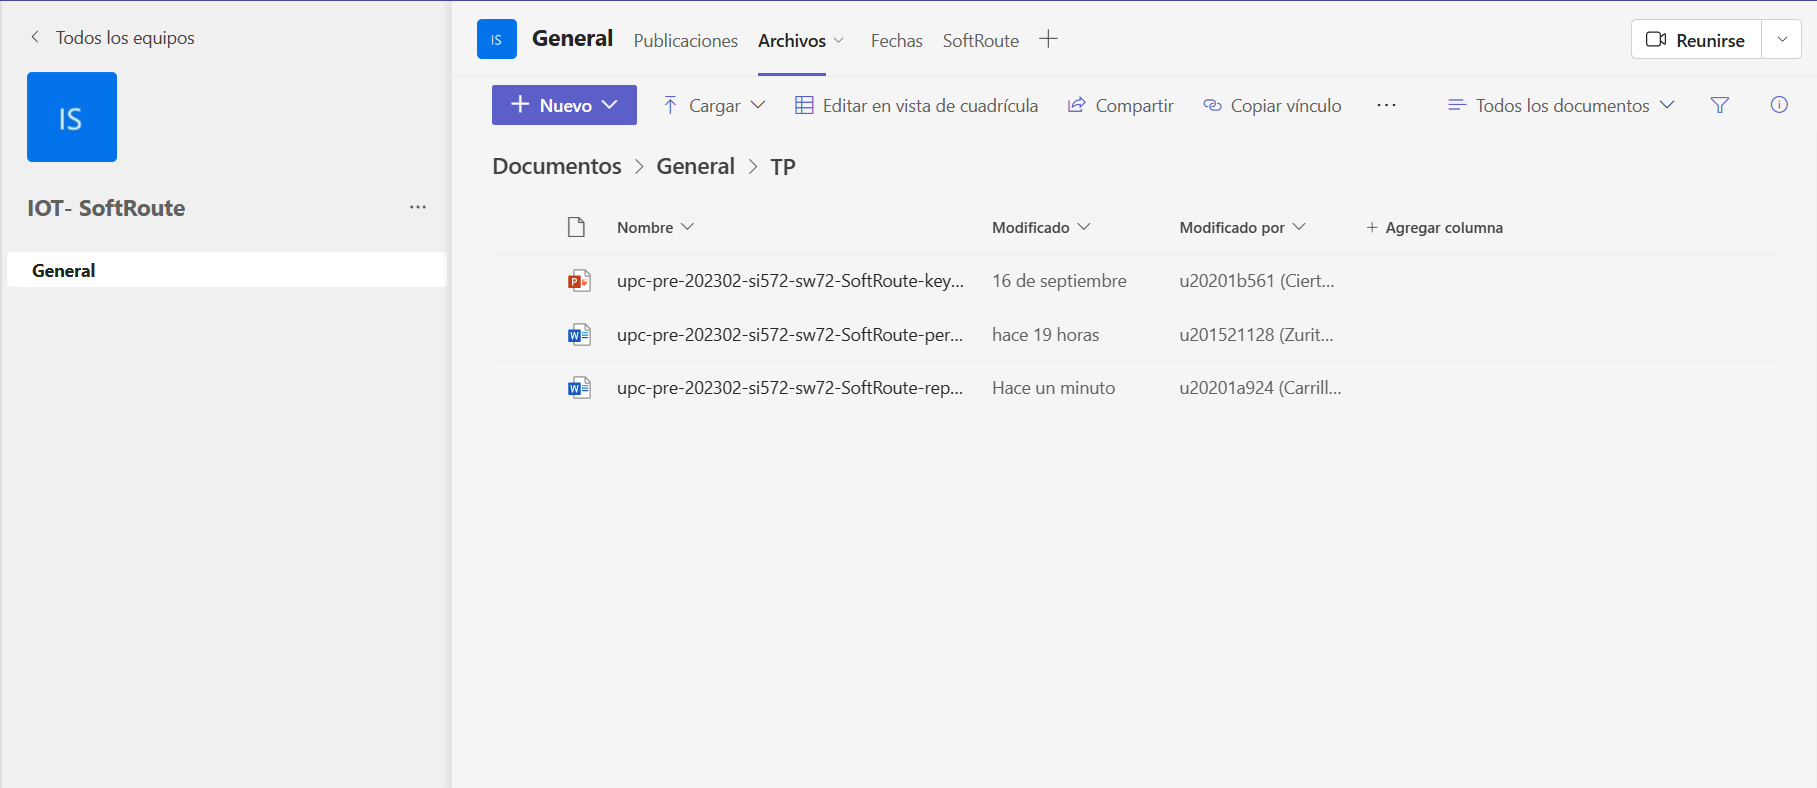 Todos los equipos
IS
IOT- SoftRoute
...
General
IS
General Publicaciones Archivos Fechas SoftRoute
Reunirse
Nuevo Cargar Editar en vista de cuadrícula Compartir Copiar vínculo ... Todos los documentos
Documentos > General > TP
Nombre Modificado Modificado por + Agregar columna
upc-pre-202302-si572-sw72-SoftRoute-key... 16 de septiembre u20201b561 (Ciert...
upc-pre-202302-si572-sw72-SoftRoute-per... hace 19 horas u201521128 (Zurit...
upc-pre-202302-si572-sw72-SoftRoute-rep... Hace un minuto u20201a924 (Carrill...